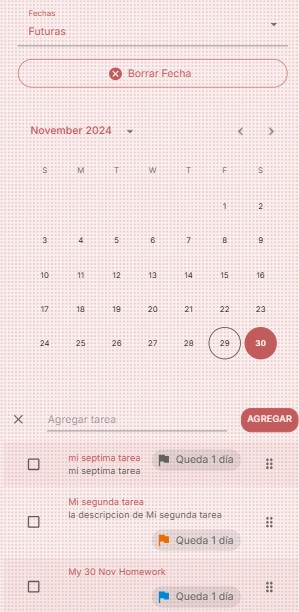 Fechas
Futuras
Borrar Fecha
November 2024
S M T W T F S
1 2
3 4 5 6 7 8 9
10 11 12 13 14 15 16
17 18 19 20 21 22 23
24 25 26 27 28 29 30
Agregar tarea
AGREGAR
mi septima tarea
Queda 1 día
mi septima tarea
Mi segunda tarea
la descripcion de Mi segunda tarea
Queda 1 día
My 30 Nov Homework
Queda 1 día